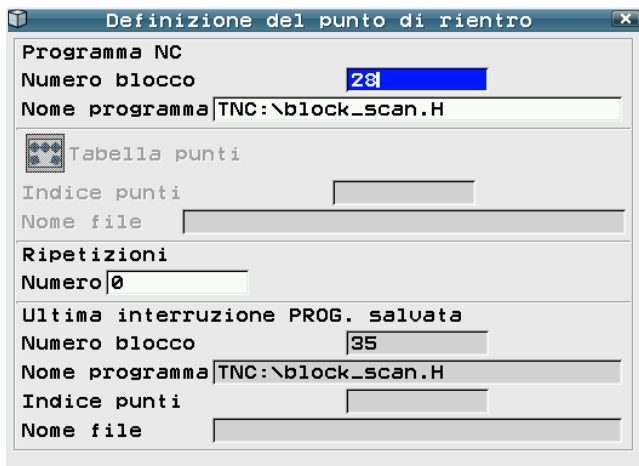 Definizione del punto di rientro
Programma NC
Numero blocco 28
Nome programma TNC:\block_scan.H
Tabella punti
Indice punti
Nome file
Ripetizioni
Numero 0
Ultima interruzione PROG. salvata
Numero blocco 35
Nome programma TNC:\block_scan.H
Indice punti
Nome file